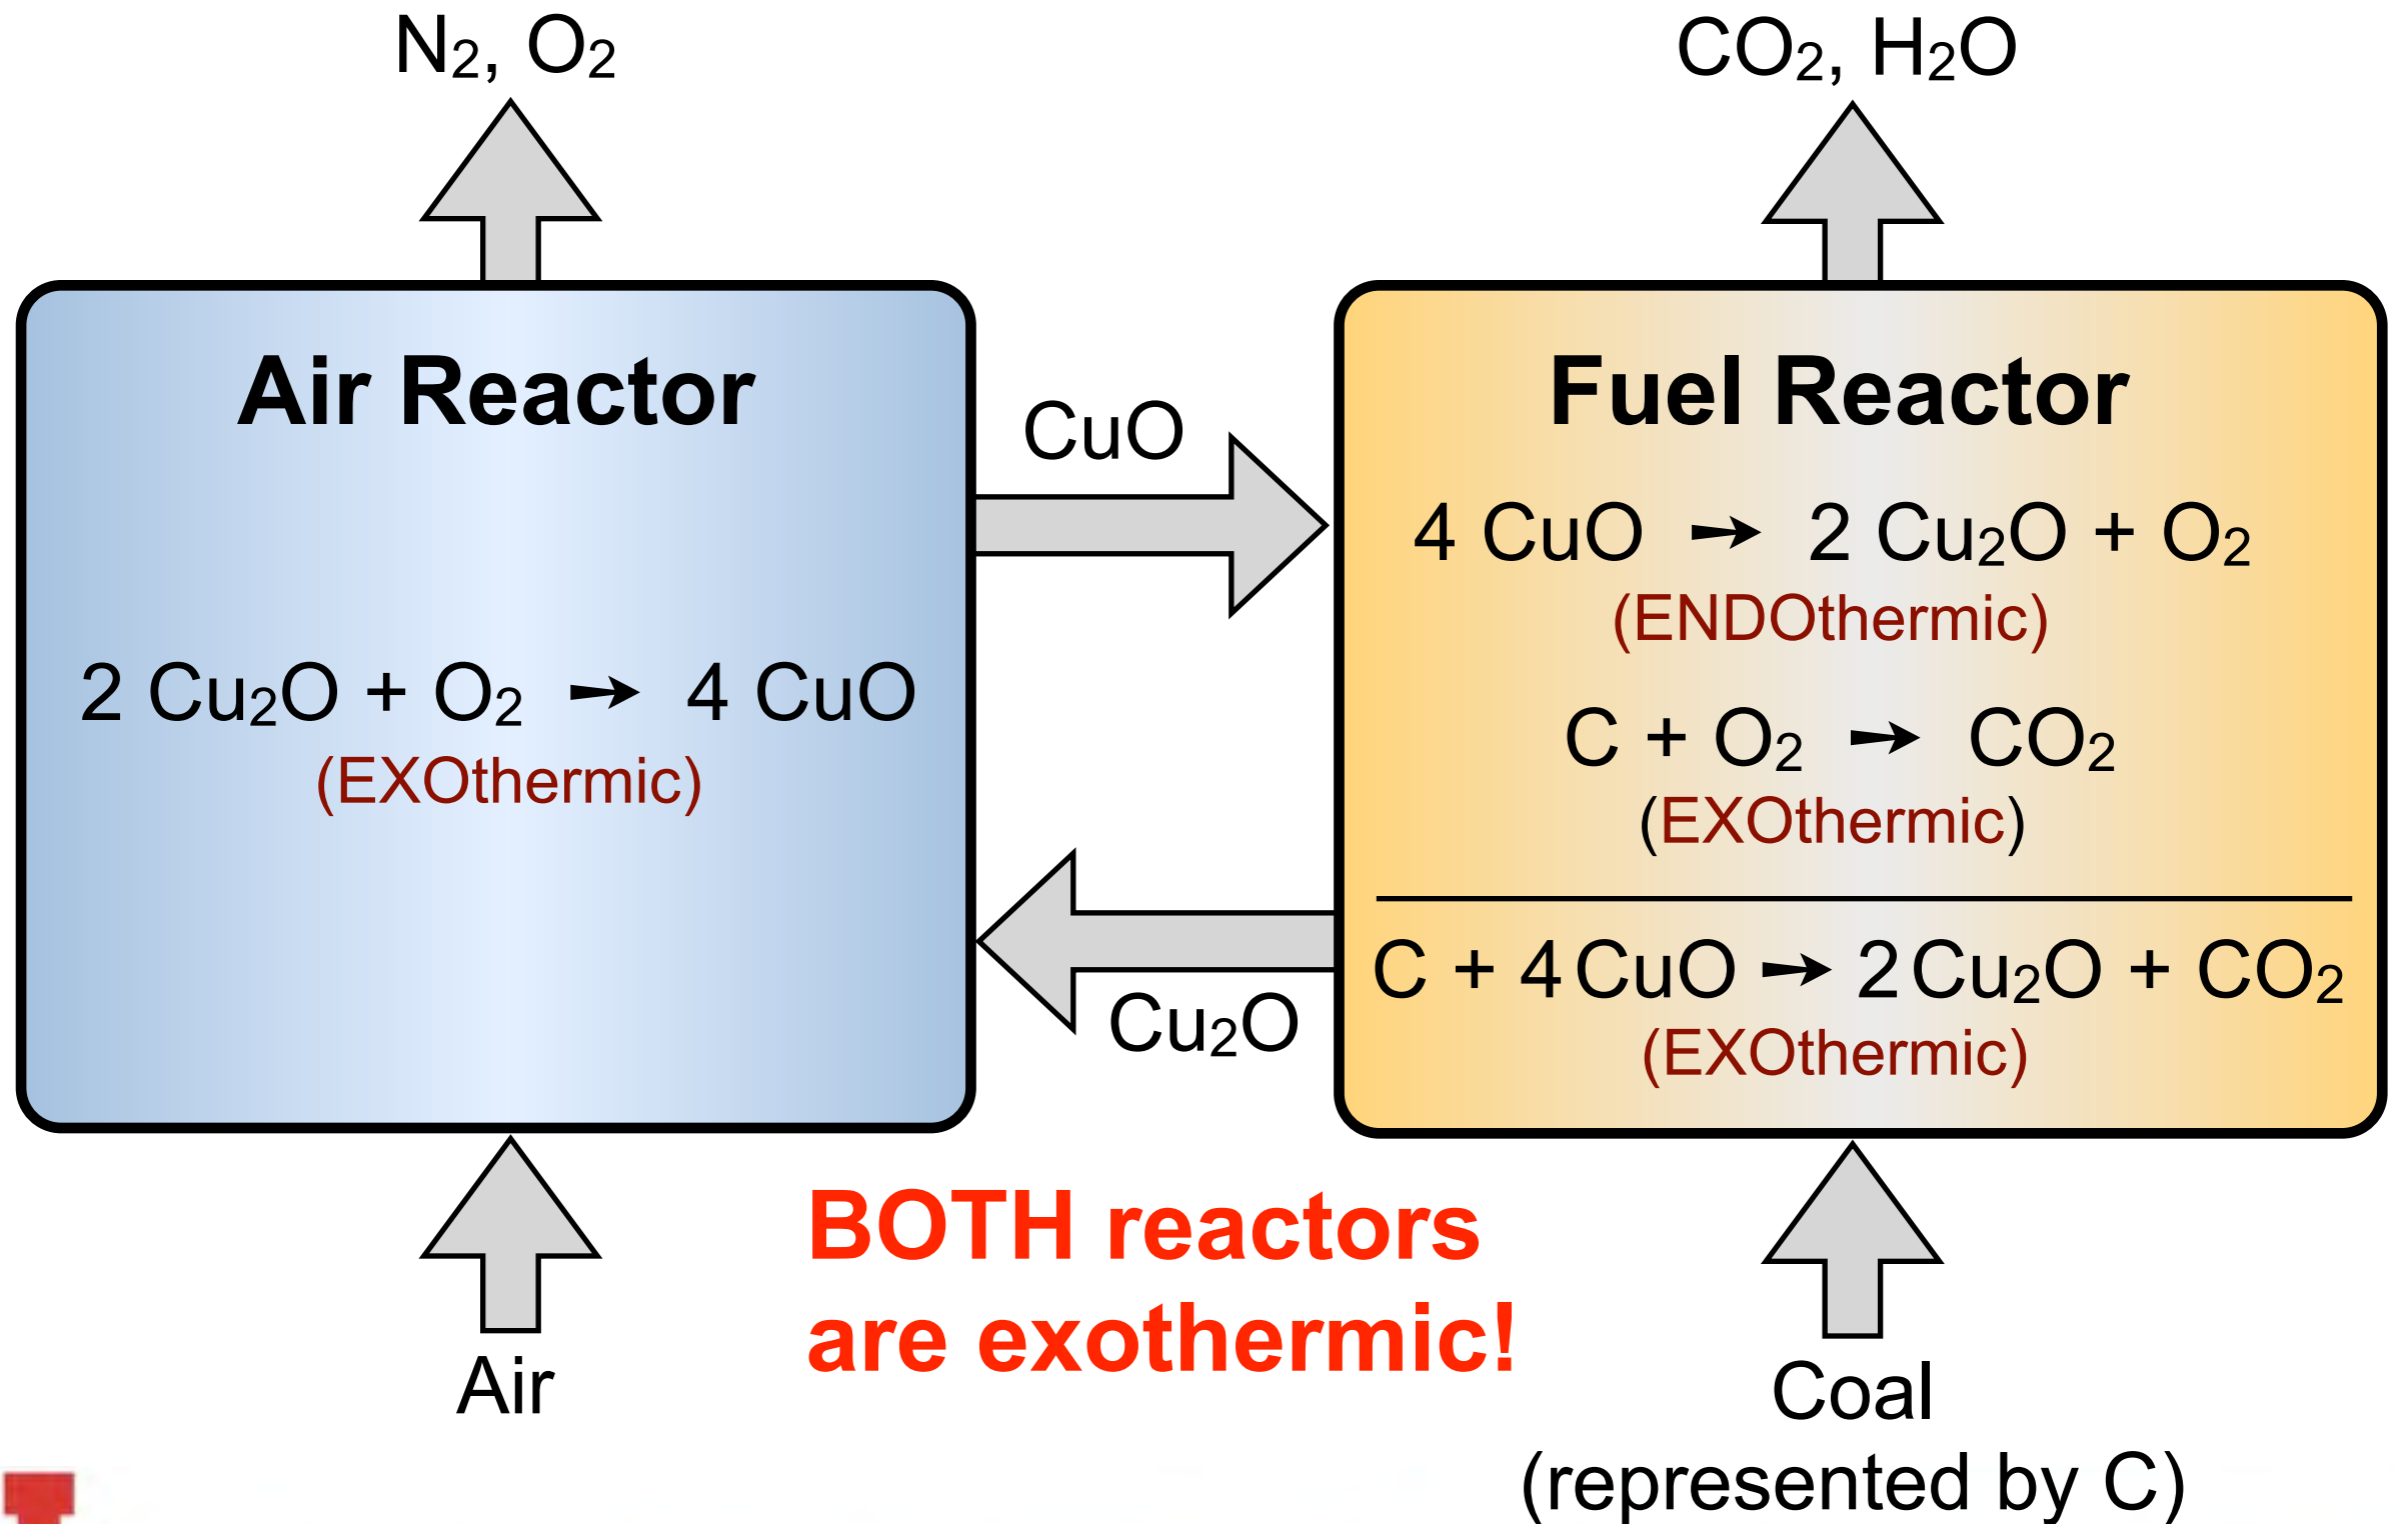 N₂, O₂
CO₂, H₂O
Air Reactor
2 Cu₂O + O₂ → 4 CuO
(EXOthermic)
CuO
Cu₂O
Fuel Reactor
4 CuO → 2 Cu₂O + O₂
(ENDOthermic)
C + O₂ → CO₂
(EXOthermic)
C + 4 CuO → 2 Cu₂O + CO₂
(EXOthermic)
BOTH reactors
are exothermic!
Air
Coal
(represented by C)